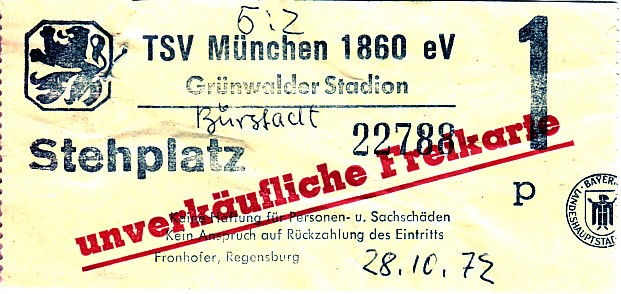 5:2
TSV München 1860 eV
1
Grünwalder Stadion
Bürstadt
Stehplatz
22788
unverkäufliche Freikarte
p
Keine Haftung für Personen- u. Sachschäden
Kein Anspruch auf Rückzahlung des Eintritts
Fronhofer, Regensburg
28.10.72